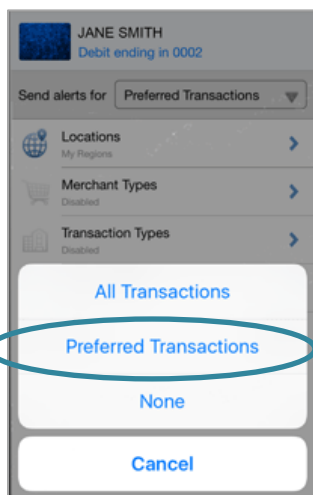 JANE SMITH
Debit ending in 0002
Send alerts for Preferred Transactions
Locations
My Regions
Merchant Types
Disabled
Transaction Types
Disabled
All Transactions
Preferred Transactions
None
Cancel